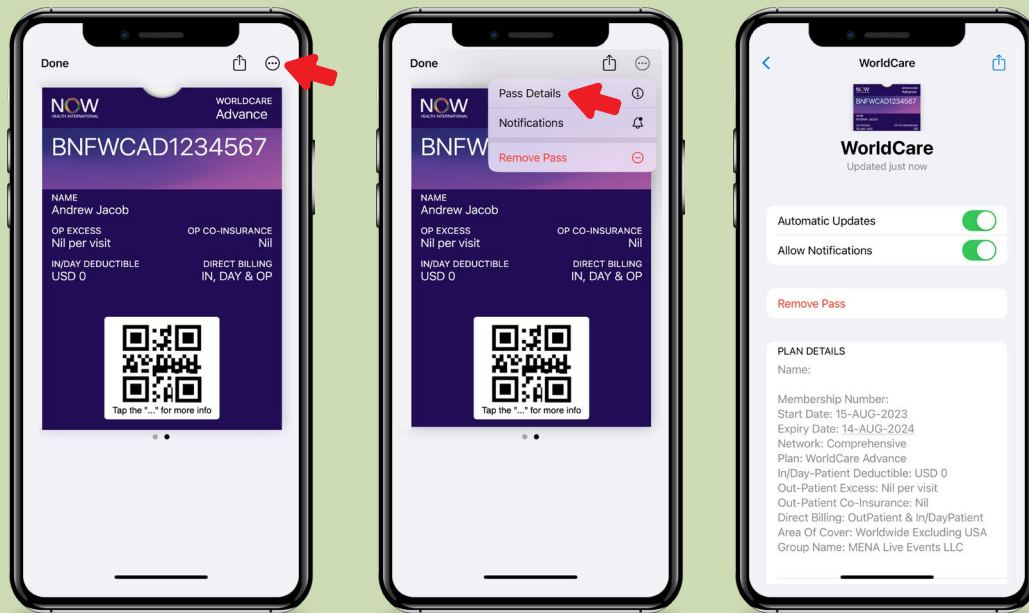 Done
NOW
HEALTH INTERNATIONAL
WORLDCARE
Advance
BNFWCAD1234567
NAME
Andrew Jacob
OP EXCESS
Nil per visit
OP CO-INSURANCE
Nil
IN/DAY DEDUCTIBLE
USD 0
DIRECT BILLING
IN, DAY & OP
Tap the "..." for more info
Done
Pass Details
Notifications
Remove Pass
NOW
HEALTH INTERNATIONAL
BNFW
NAME
Andrew Jacob
OP EXCESS
Nil per visit
OP CO-INSURANCE
Nil
IN/DAY DEDUCTIBLE
USD 0
DIRECT BILLING
IN, DAY & OP
Tap the "..." for more info
WorldCare
NOW
BNFWCAD1234567
WorldCare
Updated just now
Automatic Updates
Allow Notifications
Remove Pass
PLAN DETAILS
Name:
Membership Number:
Start Date: 15-AUG-2023
Expiry Date: 14-AUG-2024
Network: Comprehensive
Plan: WorldCare Advance
In/Day-Patient Deductible: USD 0
Out-Patient Excess: Nil per visit
Out-Patient Co-Insurance: Nil
Direct Billing: OutPatient & In/DayPatient
Area Of Cover: Worldwide Excluding USA
Group Name: MENA Live Events LLC